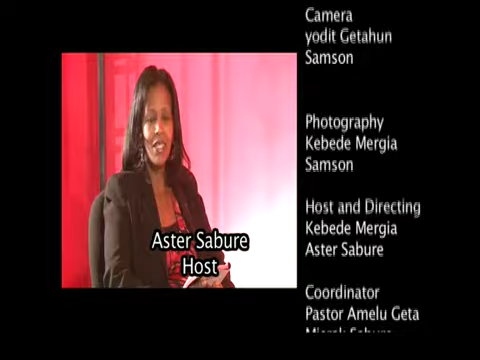 Camera
yodit Getahun
Samson
Photography
Kebede Mergia
Samson
Host and Directing
Kebede Mergia
Aster Sabure
Coordinator
Pastor Amelu Geta
Aster Sabure
Host